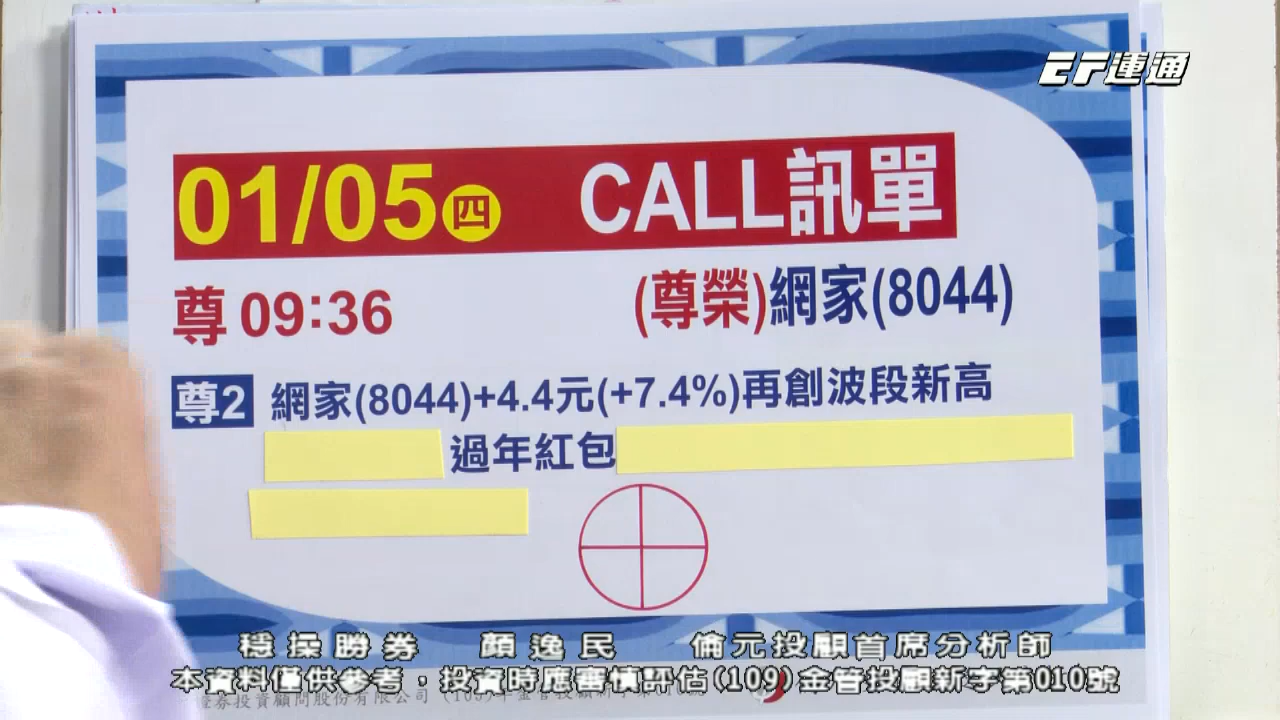 EF運通
01/05四 CALL訊單
尊 09:36 (尊榮)網家(8044)
尊2 網家(8044)+4.4元(+7.4%)再創波段新高
過年紅包
穩操勝券 顏逸民 倫元投顧首席分析師
本資料僅供參考，投資時應審慎評估(109)金管投顧新字第010號